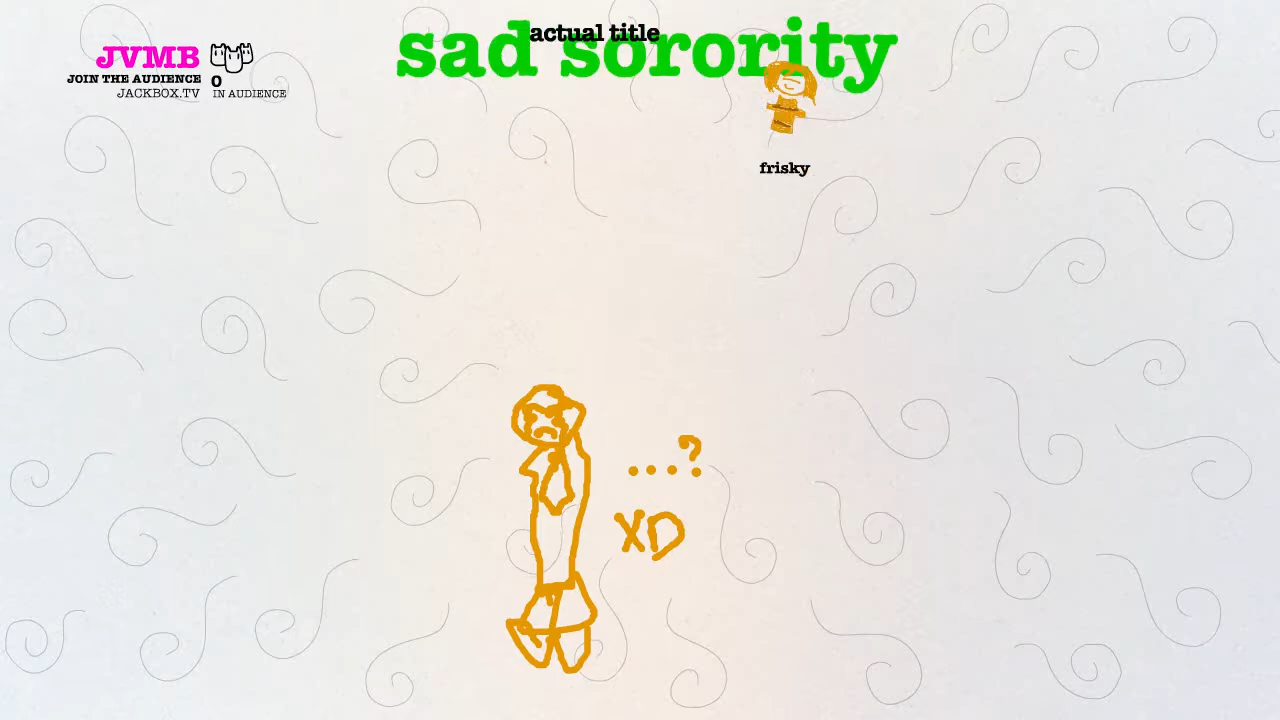 actual title
sad sorority
JVMB
JOIN THE AUDIENCE
JACKBOX.TV
0
IN AUDIENCE
frisky
...?
XD